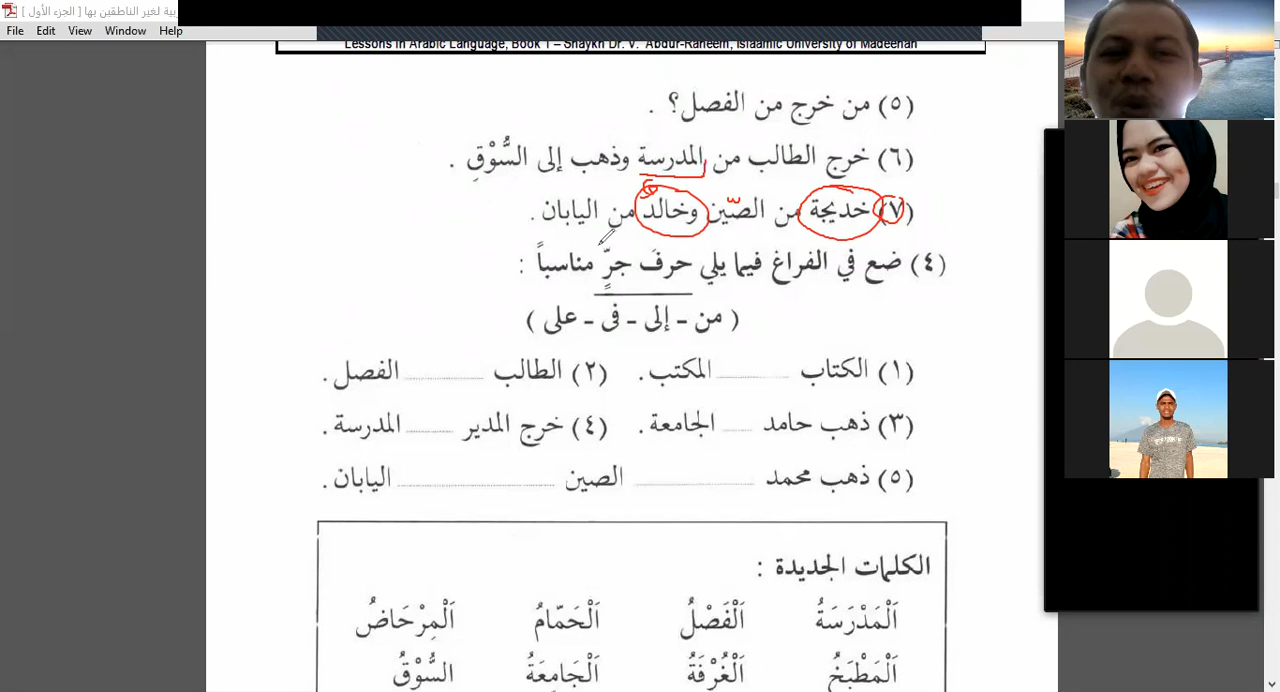 بية لغير الناطقين بها [ الجزء الأول ]
File Edit View Window Help
Lessons in Arabic Language, Book 1 – Shaykh Dr. V. 'Abdur-Raheem, Islaamic University of Madeenah
(٥) من خرج من الفصل؟ .
(٦) خرج الطالب من المدرسة وذهب إلى السُّوْقِ .
(٧) خديجة من الصّين وخالد من اليابان .
(٤) ضع في الفراغ فيما يلي حرفَ جرٍّ مناسباً :
( من ـ إلى ـ في ـ على )
(١) الكتاب ........ المكتب . (٢) الطالب ........ الفصل .
(٣) ذهب حامد ..... الجامعة . (٤) خرج المدير ..... المدرسة .
(٥) ذهب محمد ........ الصين ........ اليابان .
الكلمات الجديدة :
اَلْمَدْرَسَةُ اَلْفَصْلُ اَلْحَمّامُ اَلْمِرْحَاضُ
اَلْمَطْبَخُ اَلْغُرْفَةُ اَلْجَامِعَةُ السُّوْقُ